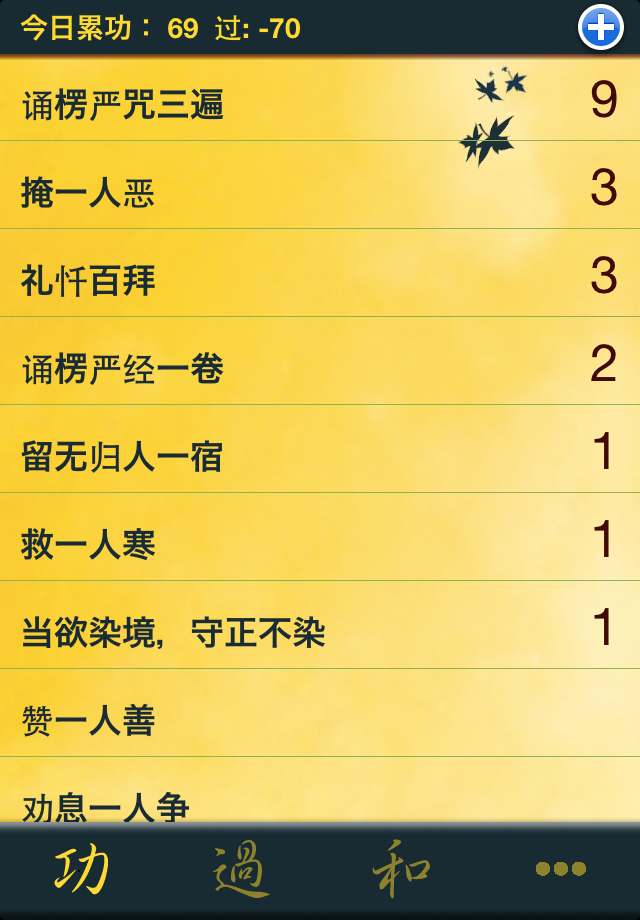 今日累功： 69 过: -70
诵楞严咒三遍 9
掩一人恶 3
礼忏百拜 3
诵楞严经一卷 2
留无归人一宿 1
救一人寒 1
当欲染境，守正不染 1
赞一人善
劝息一人争
功 過 和